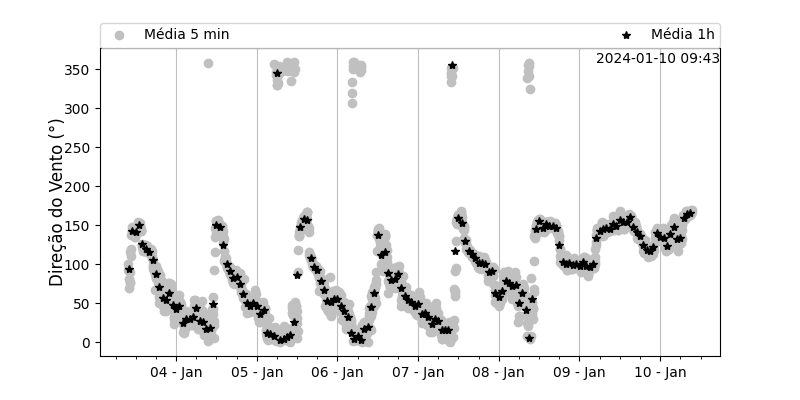 Média 5 min
Média 1h
2024-01-10 09:43
Direção do Vento (°)
350
300
250
200
150
100
50
0
04 - Jan
05 - Jan
06 - Jan
07 - Jan
08 - Jan
09 - Jan
10 - Jan